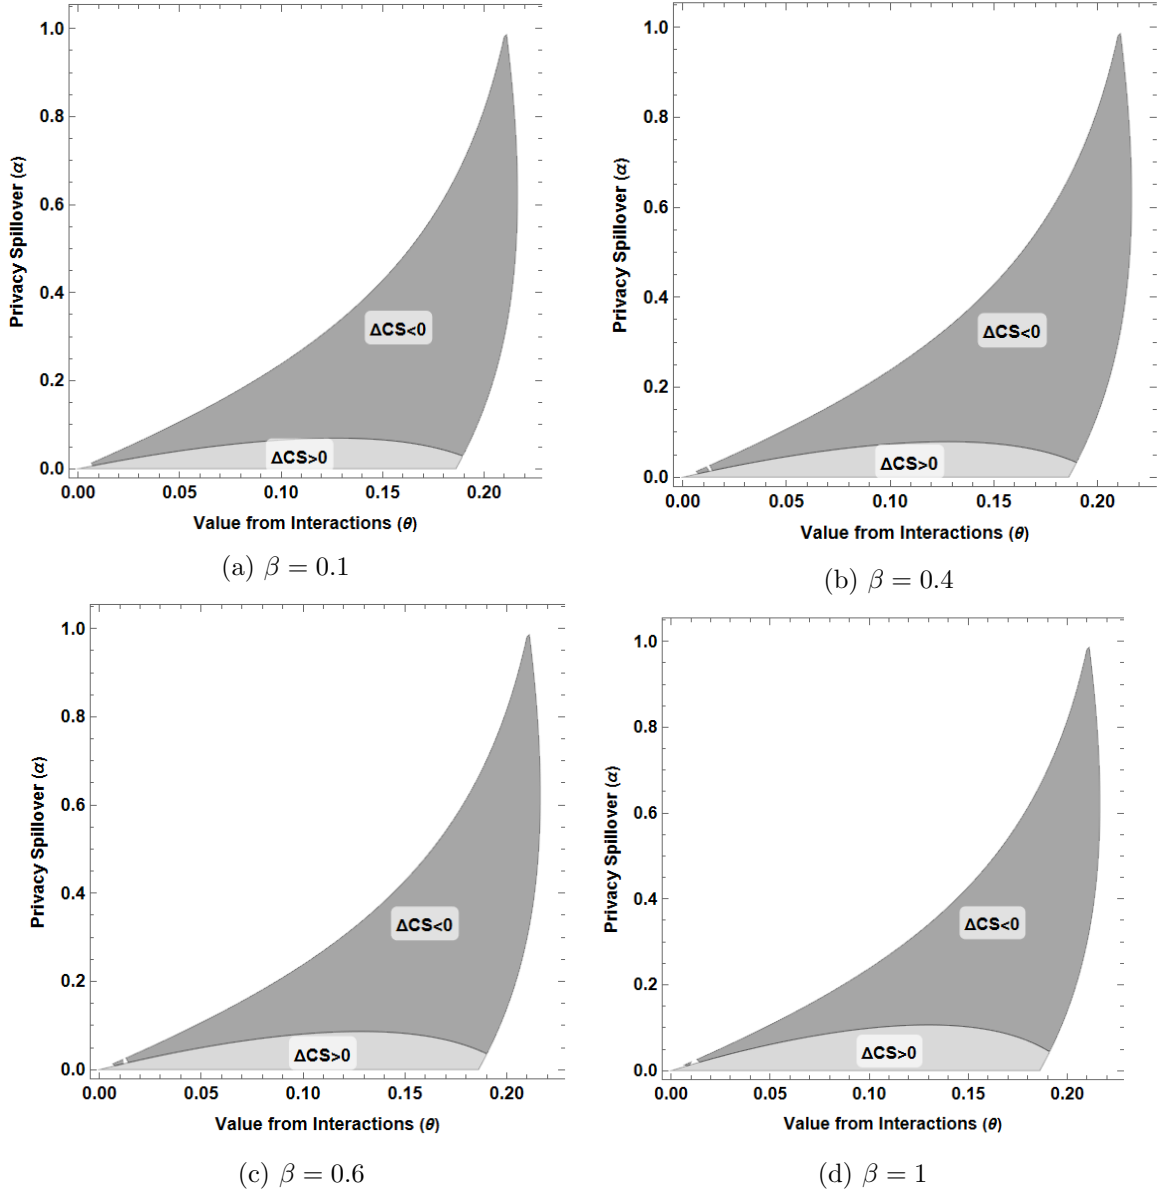 1.0
0.8
0.6
0.4
0.2
0.0
Privacy Spillover (α)
ΔCS<0
ΔCS>0
0.00 0.05 0.10 0.15 0.20
Value from Interactions (θ)
(a) β = 0.1
1.0
0.8
0.6
0.4
0.2
0.0
Privacy Spillover (α)
ΔCS<0
ΔCS>0
0.00 0.05 0.10 0.15 0.20
Value from Interactions (θ)
(b) β = 0.4
1.0
0.8
0.6
0.4
0.2
0.0
Privacy Spillover (α)
ΔCS<0
ΔCS>0
0.00 0.05 0.10 0.15 0.20
Value from Interactions (θ)
(c) β = 0.6
1.0
0.8
0.6
0.4
0.2
0.0
Privacy Spillover (α)
ΔCS<0
ΔCS>0
0.00 0.05 0.10 0.15 0.20
Value from Interactions (θ)
(d) β = 1